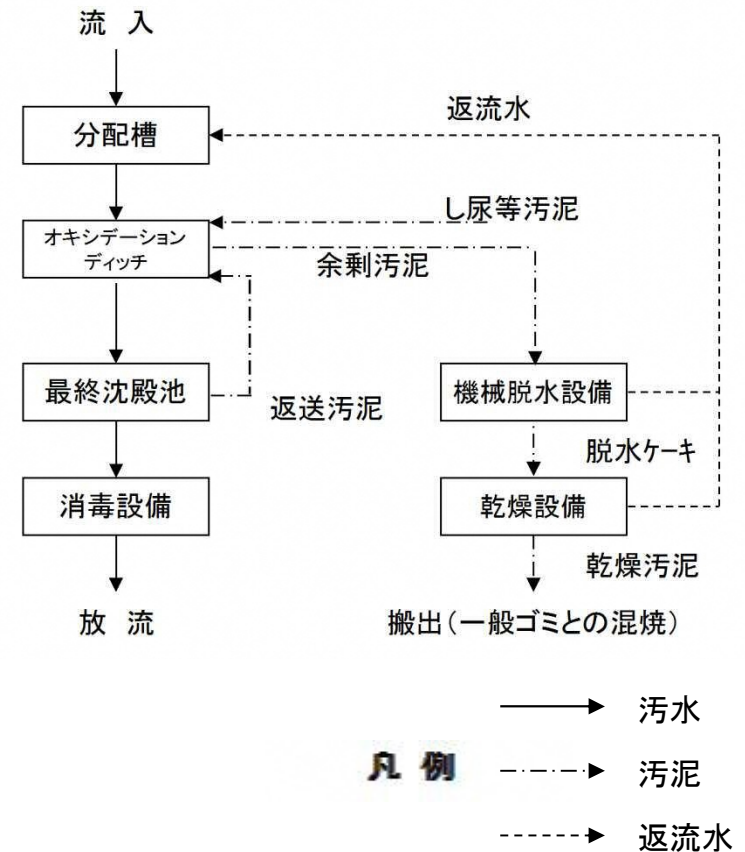 流 入
返流水
分配槽
し尿等汚泥
オキシデーション
ディッチ
余剰汚泥
最終沈殿池
機械脱水設備
返送汚泥
脱水ケーキ
消毒設備
乾燥設備
乾燥汚泥
放 流
搬出（一般ゴミとの混焼）
汚水
凡 例
汚泥
返流水